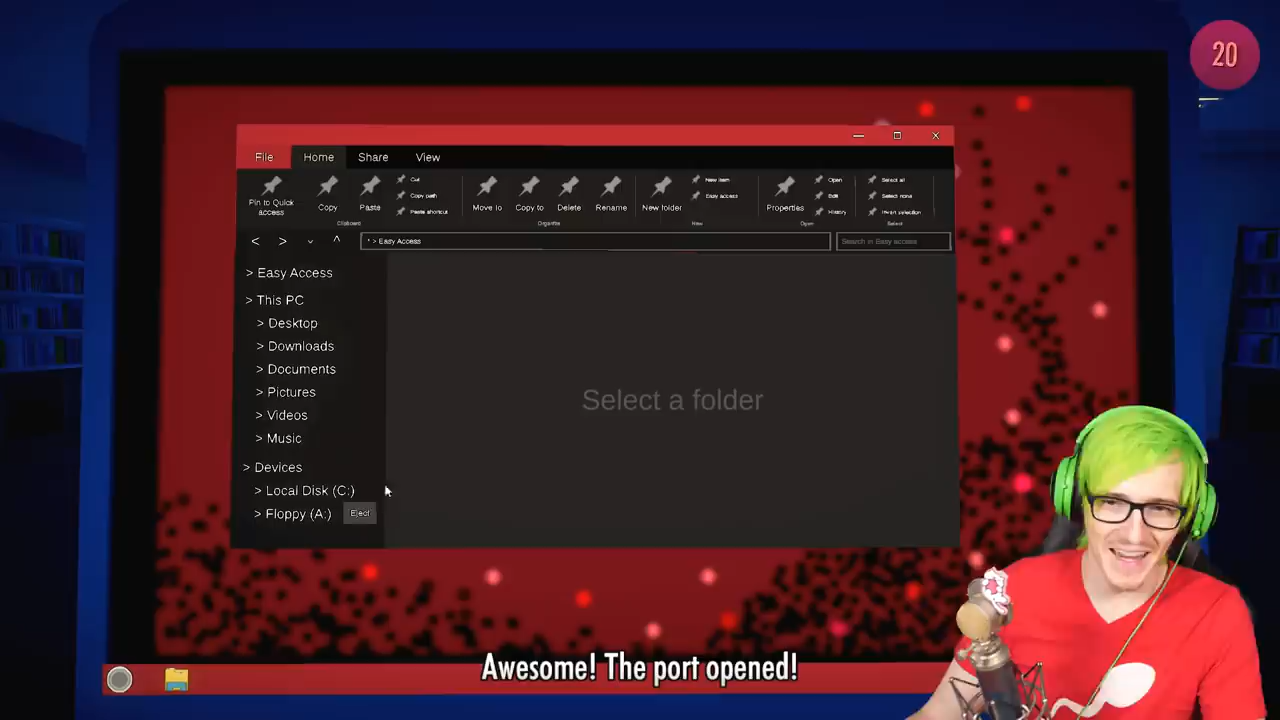 20
File Home Share View
Pin to Quick access
Copy
Paste
Cut
Copy path
Paste shortcut
Clipboard
Move to
Copy to
Delete
Rename
Organize
New folder
New item
Easy access
New
Properties
Open
Edit
History
Open
Select all
Select none
Invert selection
Select
< > ^
* > Easy Access
Search in Easy access
> Easy Access
> This PC
> Desktop
> Downloads
> Documents
> Pictures
> Videos
> Music
> Devices
> Local Disk (C:)
> Floppy (A:) Eject
Select a folder
Awesome! The port opened!